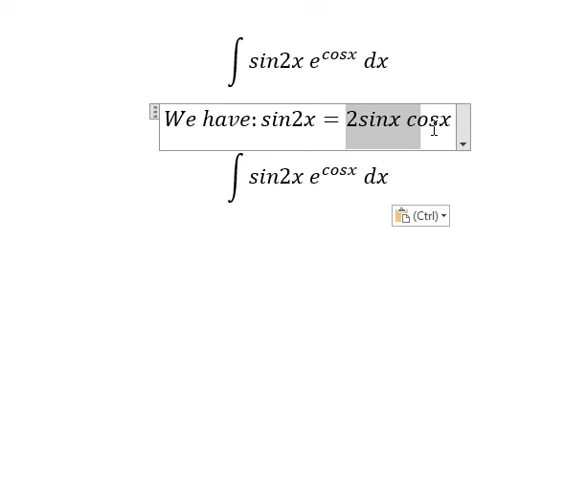 ∫ sin2x e^{cosx} dx
We have: sin2x = 2sinx cosx
∫ sin2x e^{cosx} dx
(Ctrl)